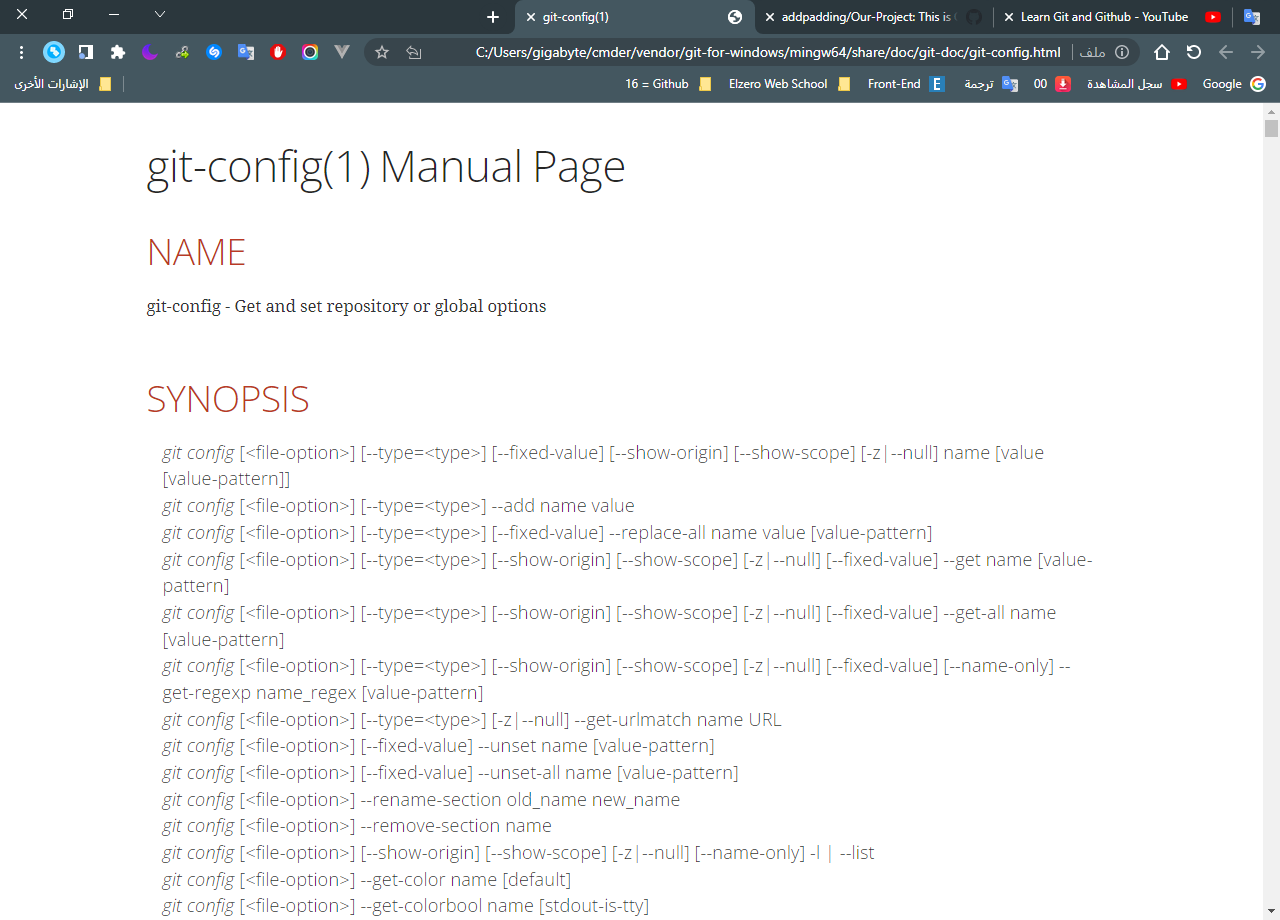 git-config(1)
addpadding/Our-Project: This is
Learn Git and Github - YouTube
C:/Users/gigabyte/cmder/vendor/git-for-windows/mingw64/share/doc/git-doc/git-config.html
ملف
الإشارات الأخرى
16 = Github
Elzero Web School
Front-End
ترجمة
00
سجل المشاهدة
Google
git-config(1) Manual Page
NAME
git-config - Get and set repository or global options
SYNOPSIS
git config [<file-option>] [--type=<type>] [--fixed-value] [--show-origin] [--show-scope] [-z|--null] name [value
[value-pattern]]
git config [<file-option>] [--type=<type>] --add name value
git config [<file-option>] [--type=<type>] [--fixed-value] --replace-all name value [value-pattern]
git config [<file-option>] [--type=<type>] [--show-origin] [--show-scope] [-z|--null] [--fixed-value] --get name [value-
pattern]
git config [<file-option>] [--type=<type>] [--show-origin] [--show-scope] [-z|--null] [--fixed-value] --get-all name
[value-pattern]
git config [<file-option>] [--type=<type>] [--show-origin] [--show-scope] [-z|--null] [--fixed-value] [--name-only] --
get-regexp name_regex [value-pattern]
git config [<file-option>] [--type=<type>] [-z|--null] --get-urlmatch name URL
git config [<file-option>] [--fixed-value] --unset name [value-pattern]
git config [<file-option>] [--fixed-value] --unset-all name [value-pattern]
git config [<file-option>] --rename-section old_name new_name
git config [<file-option>] --remove-section name
git config [<file-option>] [--show-origin] [--show-scope] [-z|--null] [--name-only] -l | --list
git config [<file-option>] --get-color name [default]
git config [<file-option>] --get-colorbool name [stdout-is-tty]